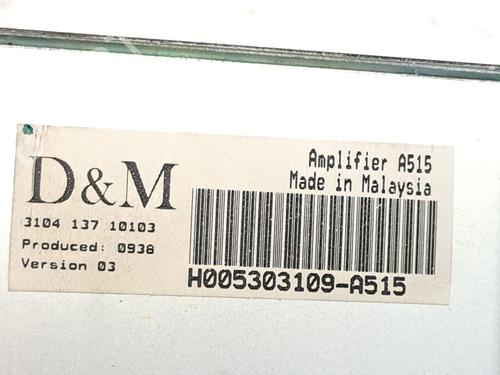 D&M
3104 137 10103
Produced: 0938
Version 03
Amplifier A515
Made in Malaysia
H005303109-A515